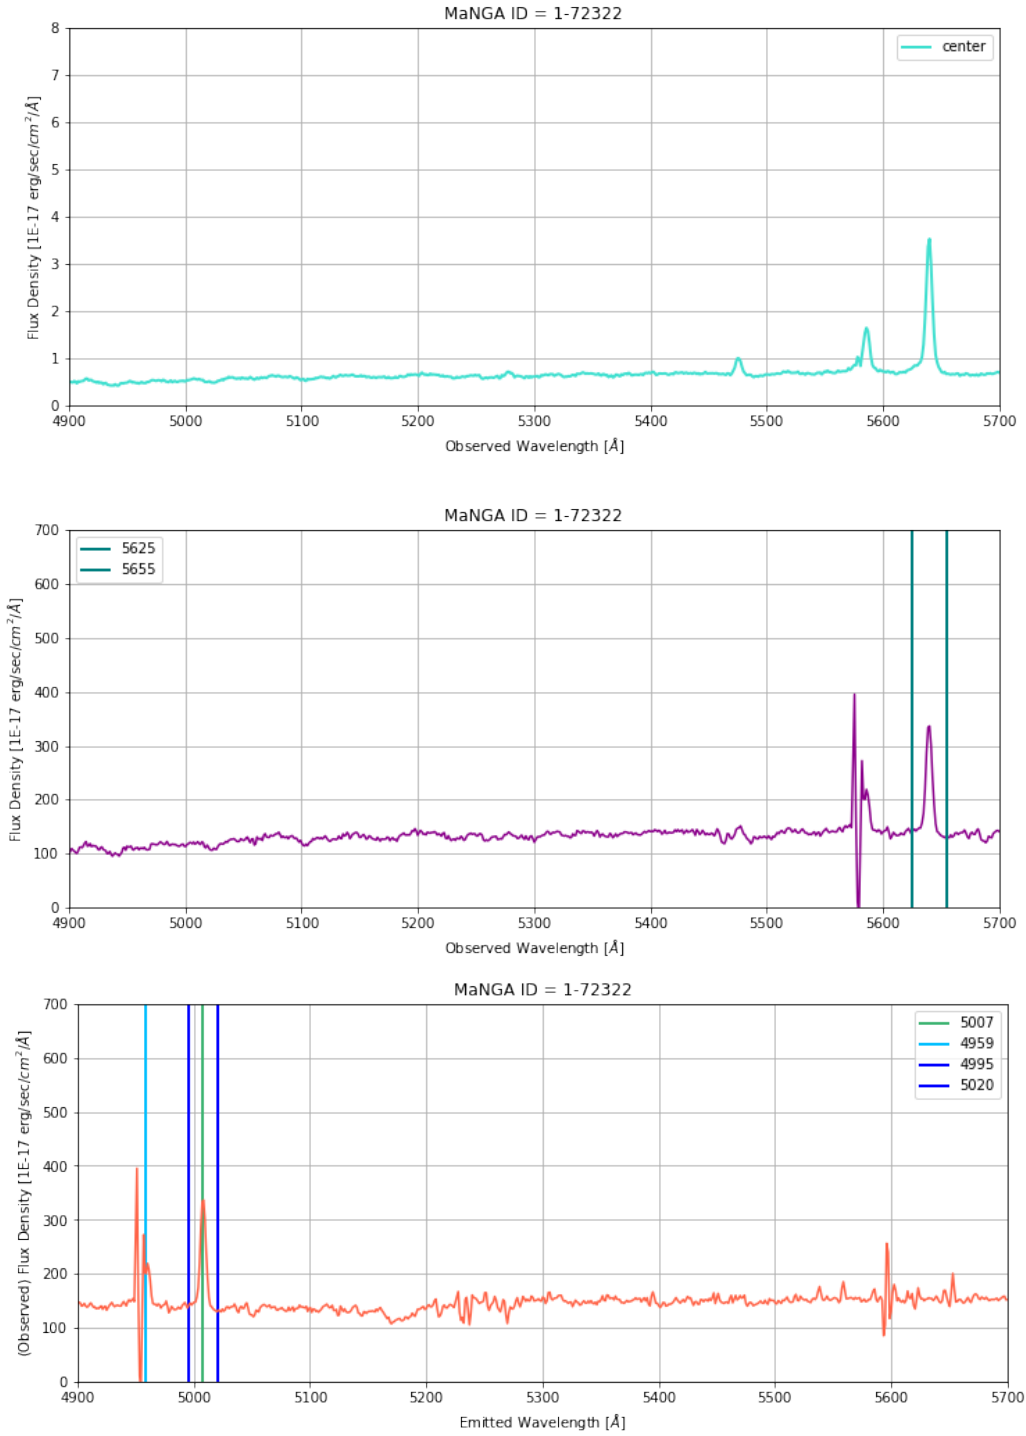 MaNGA ID = 1-72322
Flux Density [1E-17 erg/sec/cm²/Å]
8
7
6
5
4
3
2
1
0
center
4900 5000 5100 5200 5300 5400 5500 5600 5700
Observed Wavelength [Å]
MaNGA ID = 1-72322
Flux Density [1E-17 erg/sec/cm²/Å]
700
600
500
400
300
200
100
0
5625
5655
4900 5000 5100 5200 5300 5400 5500 5600 5700
Observed Wavelength [Å]
MaNGA ID = 1-72322
(Observed) Flux Density [1E-17 erg/sec/cm²/Å]
700
600
500
400
300
200
100
0
5007
4959
4995
5020
4900 5000 5100 5200 5300 5400 5500 5600 5700
Emitted Wavelength [Å]